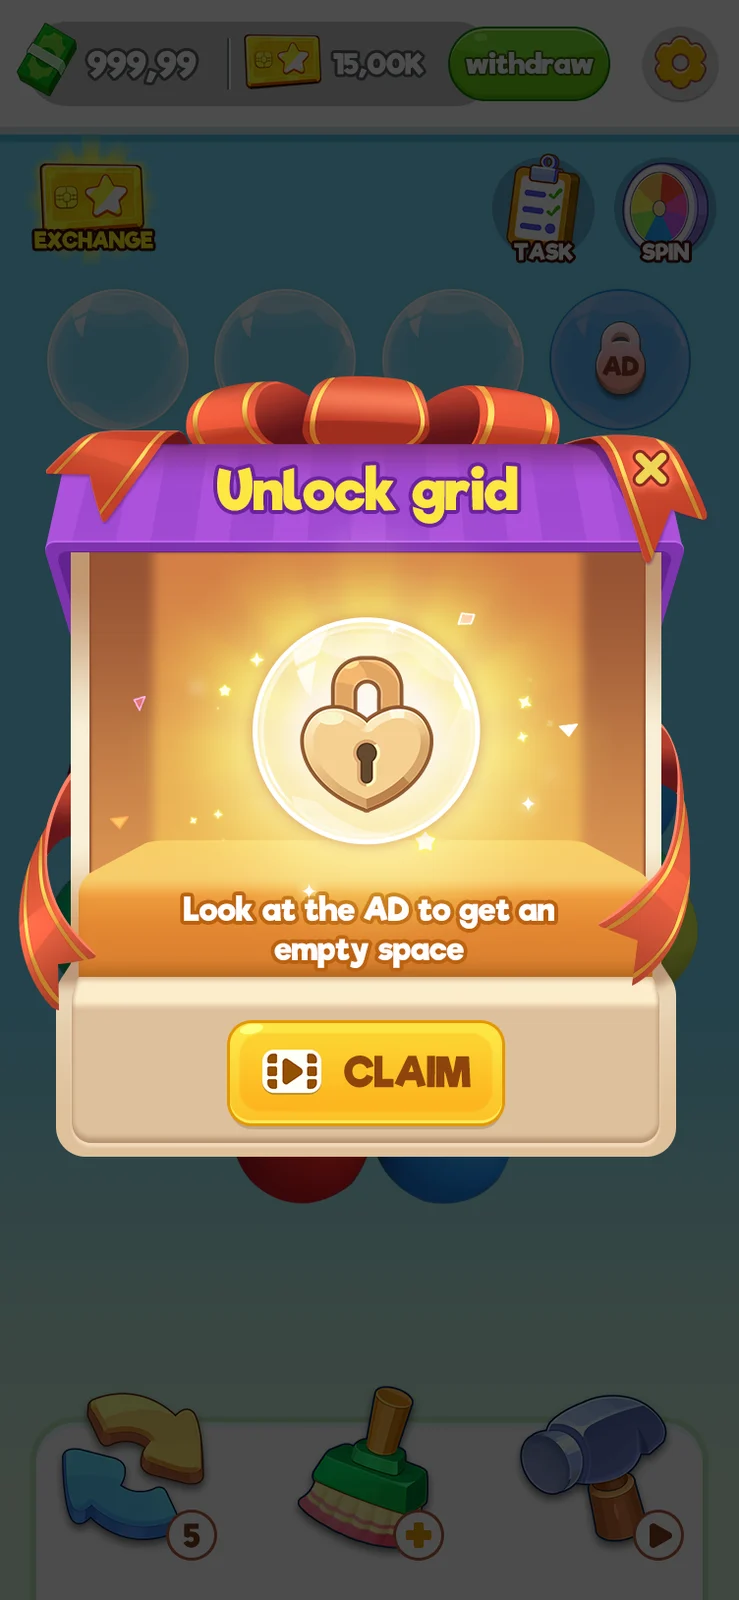 999,99
15,00K
withdraw
EXCHANGE
TASK
SPIN
AD
Unlock grid
Look at the AD to get an
empty space
CLAIM
5